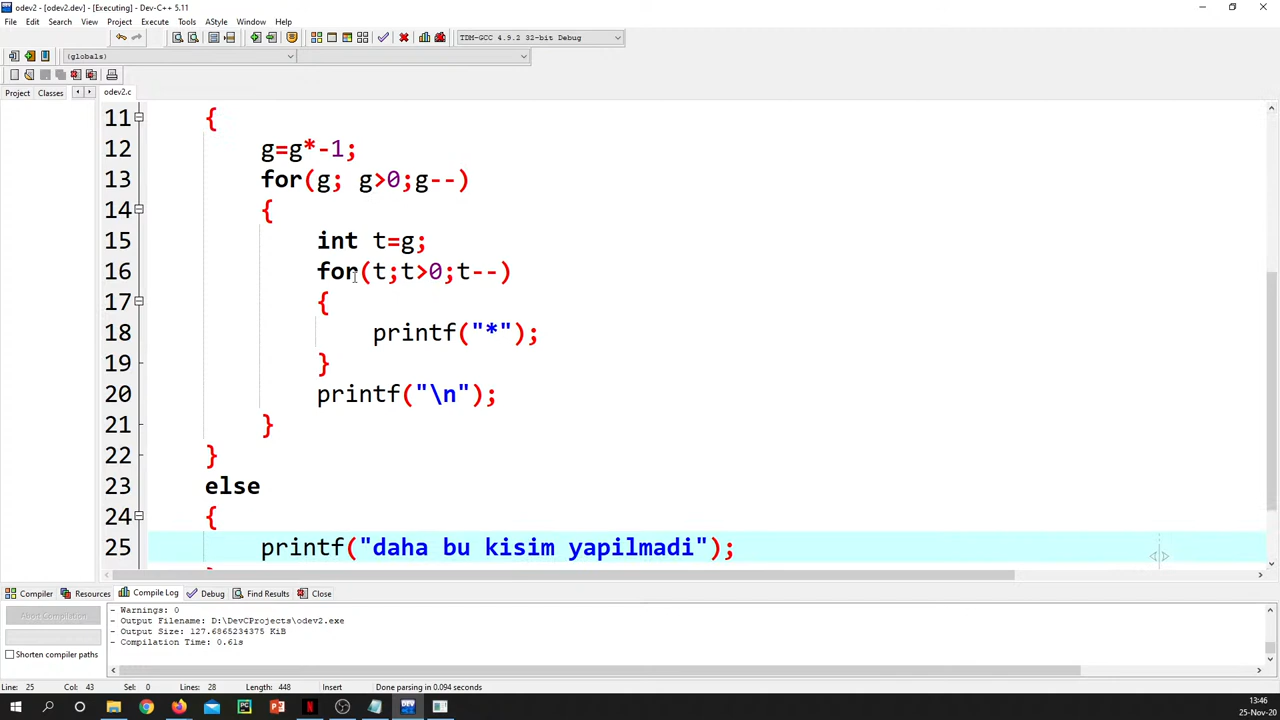 odev2 - [odev2.dev] - [Executing] - Dev-C++ 5.11
File Edit Search View Project Execute Tools AStyle Window Help
TDM-GCC 4.9.2 32-bit Debug
(globals)
Project Classes odev2.c
11 {
12 g=g*-1;
13 for(g; g>0;g--)
14 {
15 int t=g;
16 for(t;t>0;t--)
17 {
18 printf("*");
19 }
20 printf("\n");
21 }
22 }
23 else
24 {
25 printf("daha bu kisim yapilmadi");
Compiler Resources Compile Log Debug Find Results Close
Abort Compilation
Shorten compiler paths
- Warnings: 0
- Output Filename: D:\DevCProjects\odev2.exe
- Output Size: 127.6865234375 KiB
- Compilation Time: 0.61s
Line: 25 Col: 43 Sel: 0 Lines: 28 Length: 448 Insert Done parsing in 0.094 seconds
13:46
25-Nov-20